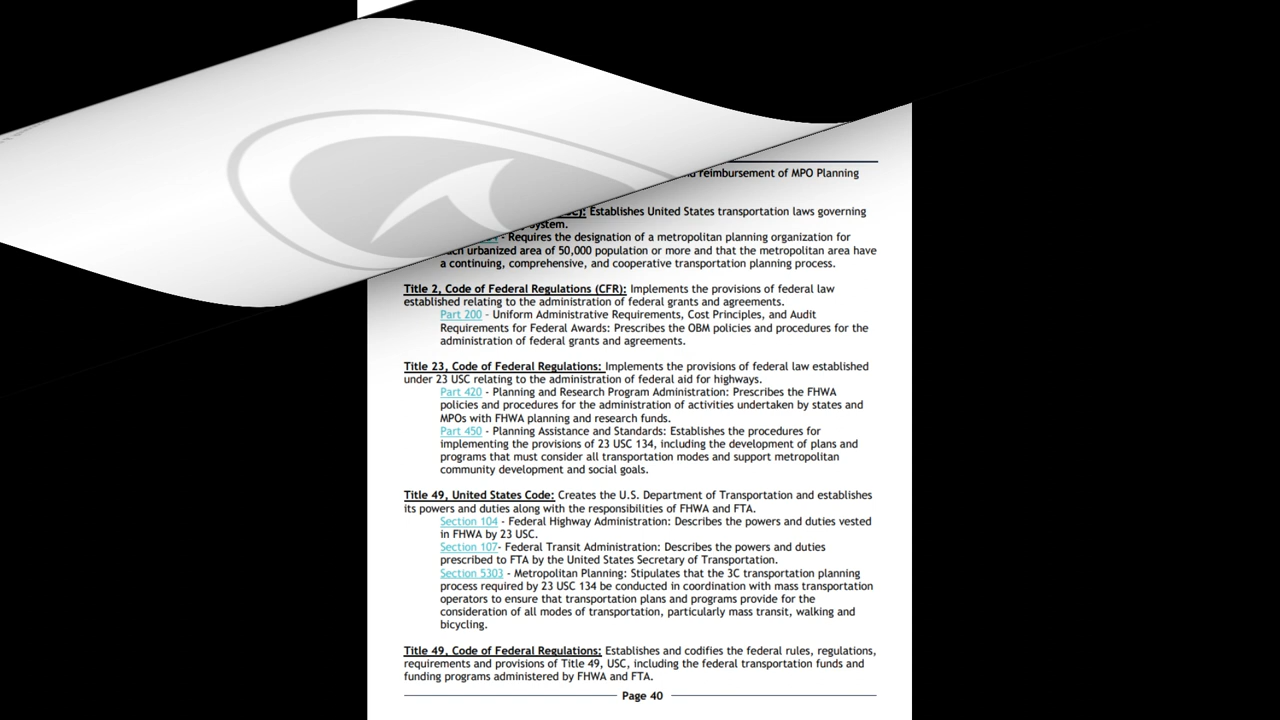 reimbursement of MPO Planning
Establishes United States transportation laws governing
system.
- Requires the designation of a metropolitan planning organization for
urbanized area of 50,000 population or more and that the metropolitan area have
a continuing, comprehensive, and cooperative transportation planning process.
Title 2, Code of Federal Regulations (CFR): Implements the provisions of federal law
established relating to the administration of federal grants and agreements.
Part 200 - Uniform Administrative Requirements, Cost Principles, and Audit
Requirements for Federal Awards: Prescribes the OBM policies and procedures for the
administration of federal grants and agreements.
Title 23, Code of Federal Regulations: Implements the provisions of federal law established
under 23 USC relating to the administration of federal aid for highways.
Part 420 - Planning and Research Program Administration: Prescribes the FHWA
policies and procedures for the administration of activities undertaken by states and
MPOs with FHWA planning and research funds.
Part 450 - Planning Assistance and Standards: Establishes the procedures for
implementing the provisions of 23 USC 134, including the development of plans and
programs that must consider all transportation modes and support metropolitan
community development and social goals.
Title 49, United States Code: Creates the U.S. Department of Transportation and establishes
its powers and duties along with the responsibilities of FHWA and FTA.
Section 104 - Federal Highway Administration: Describes the powers and duties vested
in FHWA by 23 USC.
Section 107- Federal Transit Administration: Describes the powers and duties
prescribed to FTA by the United States Secretary of Transportation.
Section 5303 - Metropolitan Planning: Stipulates that the 3C transportation planning
process required by 23 USC 134 be conducted in coordination with mass transportation
operators to ensure that transportation plans and programs provide for the
consideration of all modes of transportation, particularly mass transit, walking and
bicycling.
Title 49, Code of Federal Regulations: Establishes and codifies the federal rules, regulations,
requirements and provisions of Title 49, USC, including the federal transportation funds and
funding programs administered by FHWA and FTA.
Page 40